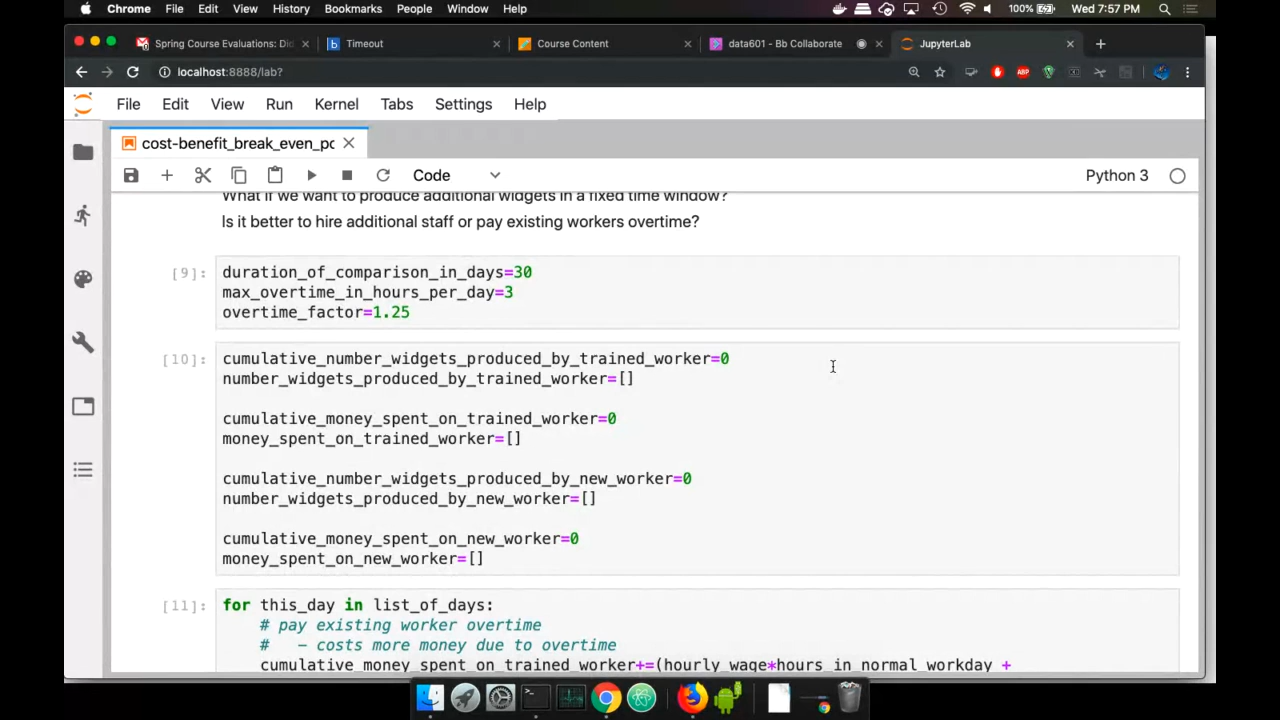 Chrome File Edit View History Bookmarks People Window Help 100% Wed 7:57 PM
Spring Course Evaluations: Di
Timeout
Course Content
data601 - Bb Collaborate
JupyterLab
localhost:8888/lab?
ABP
File Edit View Run Kernel Tabs Settings Help
cost-benefit_break_even_po
Code
Python 3
What if we want to produce additional widgets in a fixed time window?
Is it better to hire additional staff or pay existing workers overtime?
[9]: duration_of_comparison_in_days=30
max_overtime_in_hours_per_day=3
overtime_factor=1.25
[10]: cumulative_number_widgets_produced_by_trained_worker=0
number_widgets_produced_by_trained_worker=[]
cumulative_money_spent_on_trained_worker=0
money_spent_on_trained_worker=[]
cumulative_number_widgets_produced_by_new_worker=0
number_widgets_produced_by_new_worker=[]
cumulative_money_spent_on_new_worker=0
money_spent_on_new_worker=[]
[11]: for this_day in list_of_days:
# pay existing worker overtime
# - costs more money due to overtime
cumulative_money_spent_on_trained_worker+=(hourly_wage*hours_in_normal_workday +